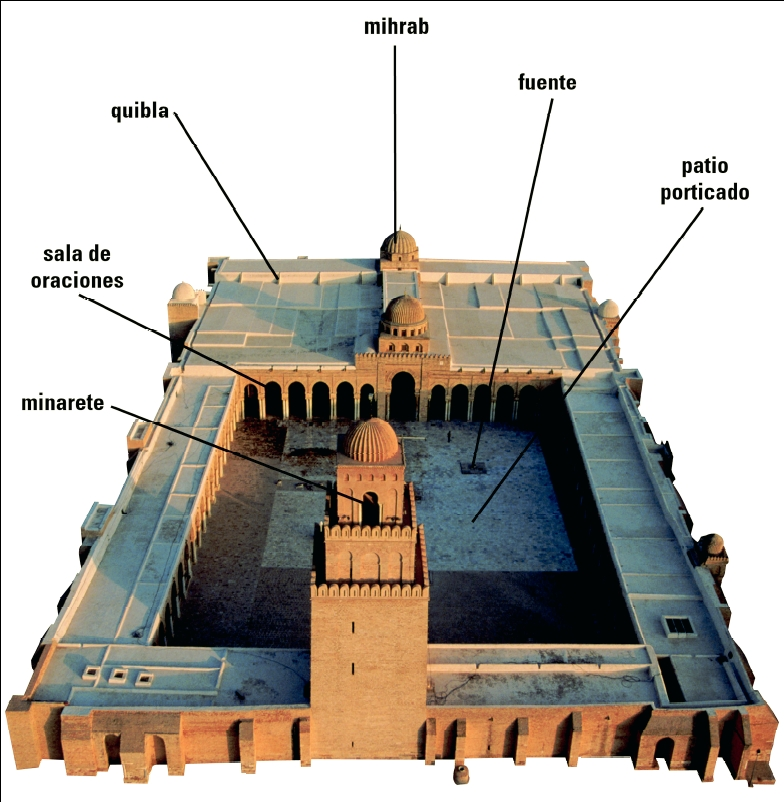 mihrab
fuente
quibla
patio
porticado
sala de
oraciones
minarete